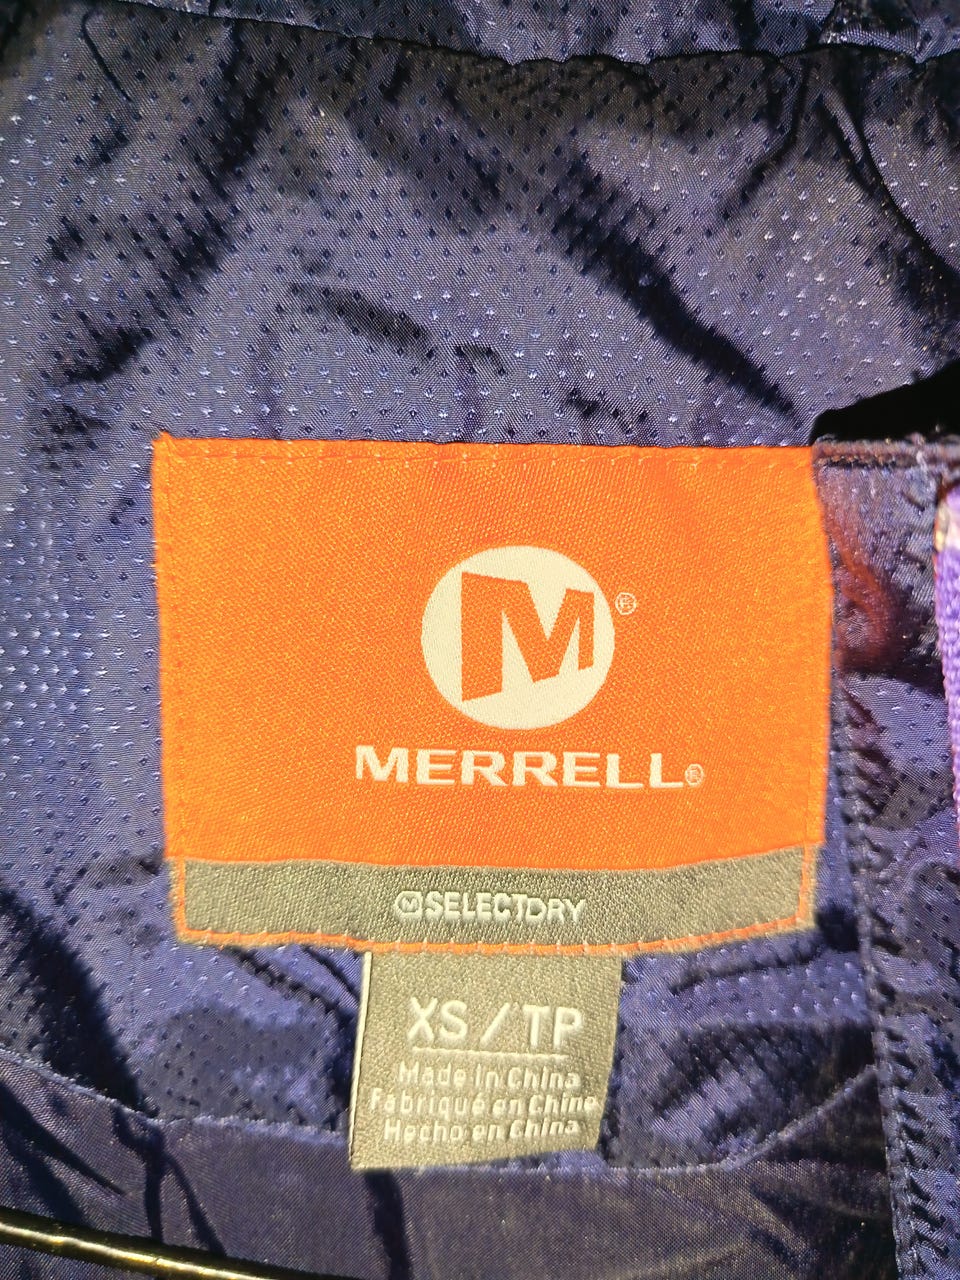 M®
MERRELL®
M SELECTDRY
XS / TP
Made In China
Fabriqué en Chine
Hecho en China